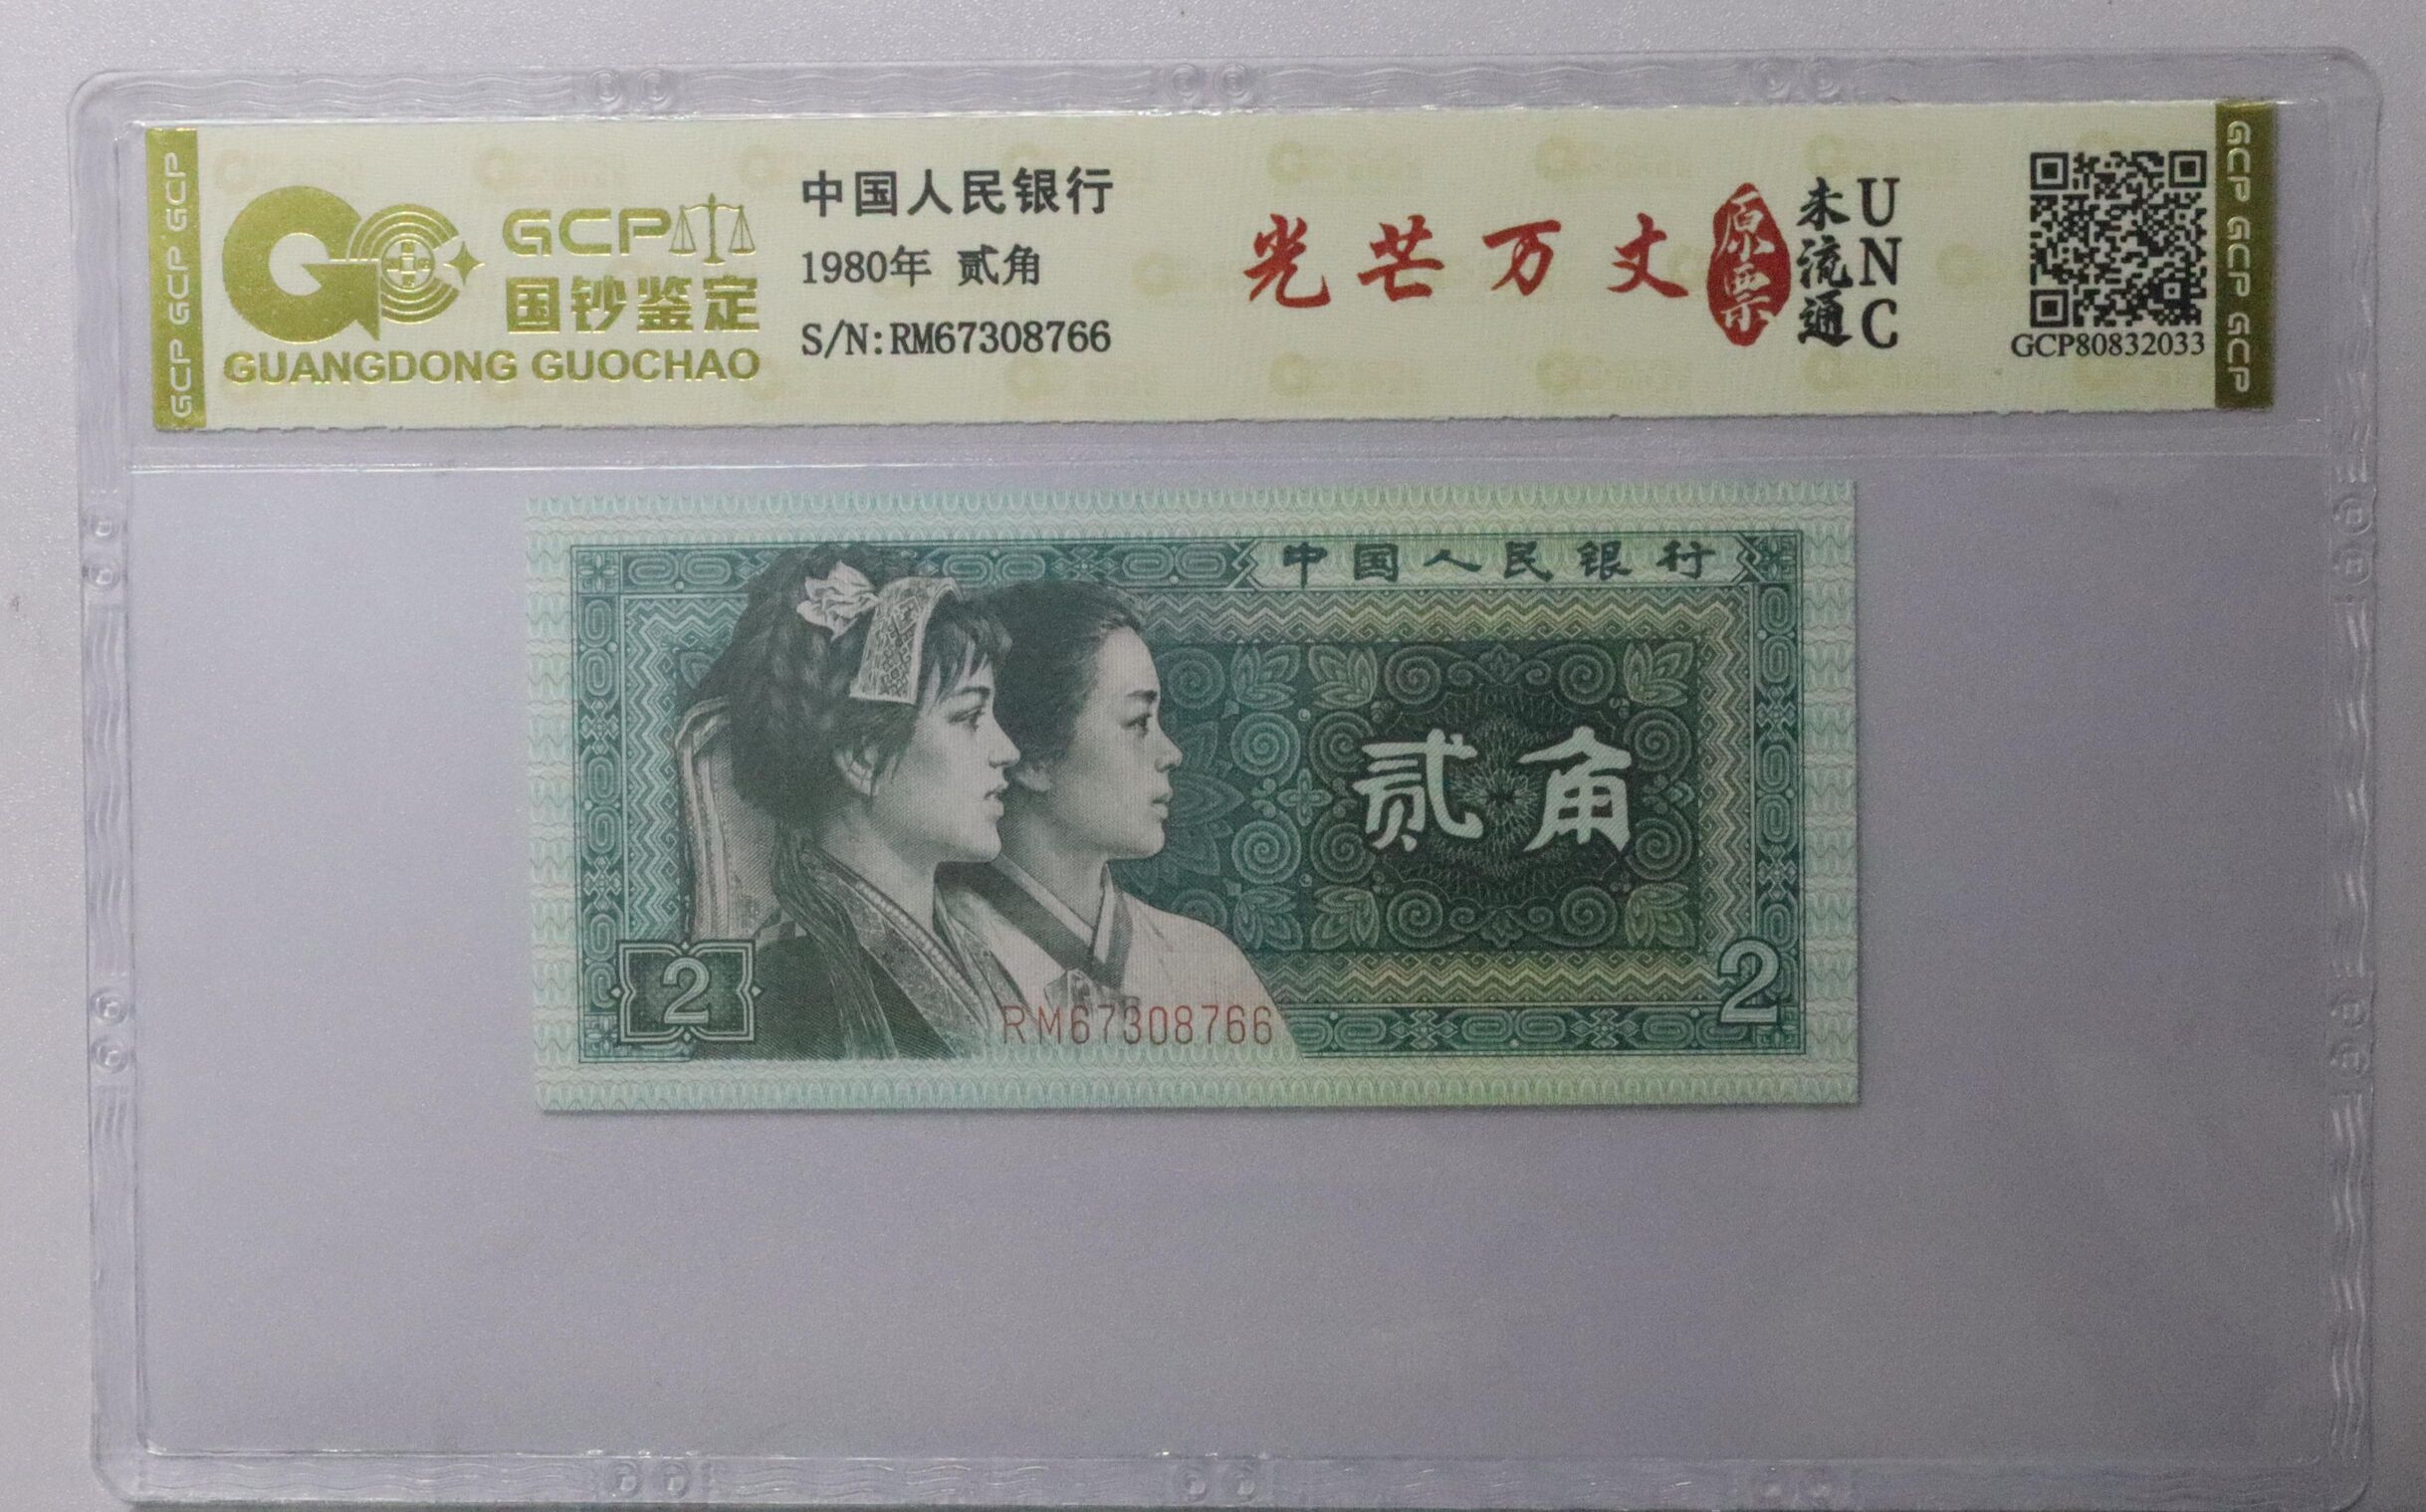 GCP GCP GCP
GCP
国钞鉴定
GUANGDONG GUOCHAO
中国人民银行
1980年 贰角
S/N:RM67308766
光芒万丈
原票
未流通
UNC
GCP80832033
GCP GCP GCP
中国人民银行
贰角
2
2
RM67308766